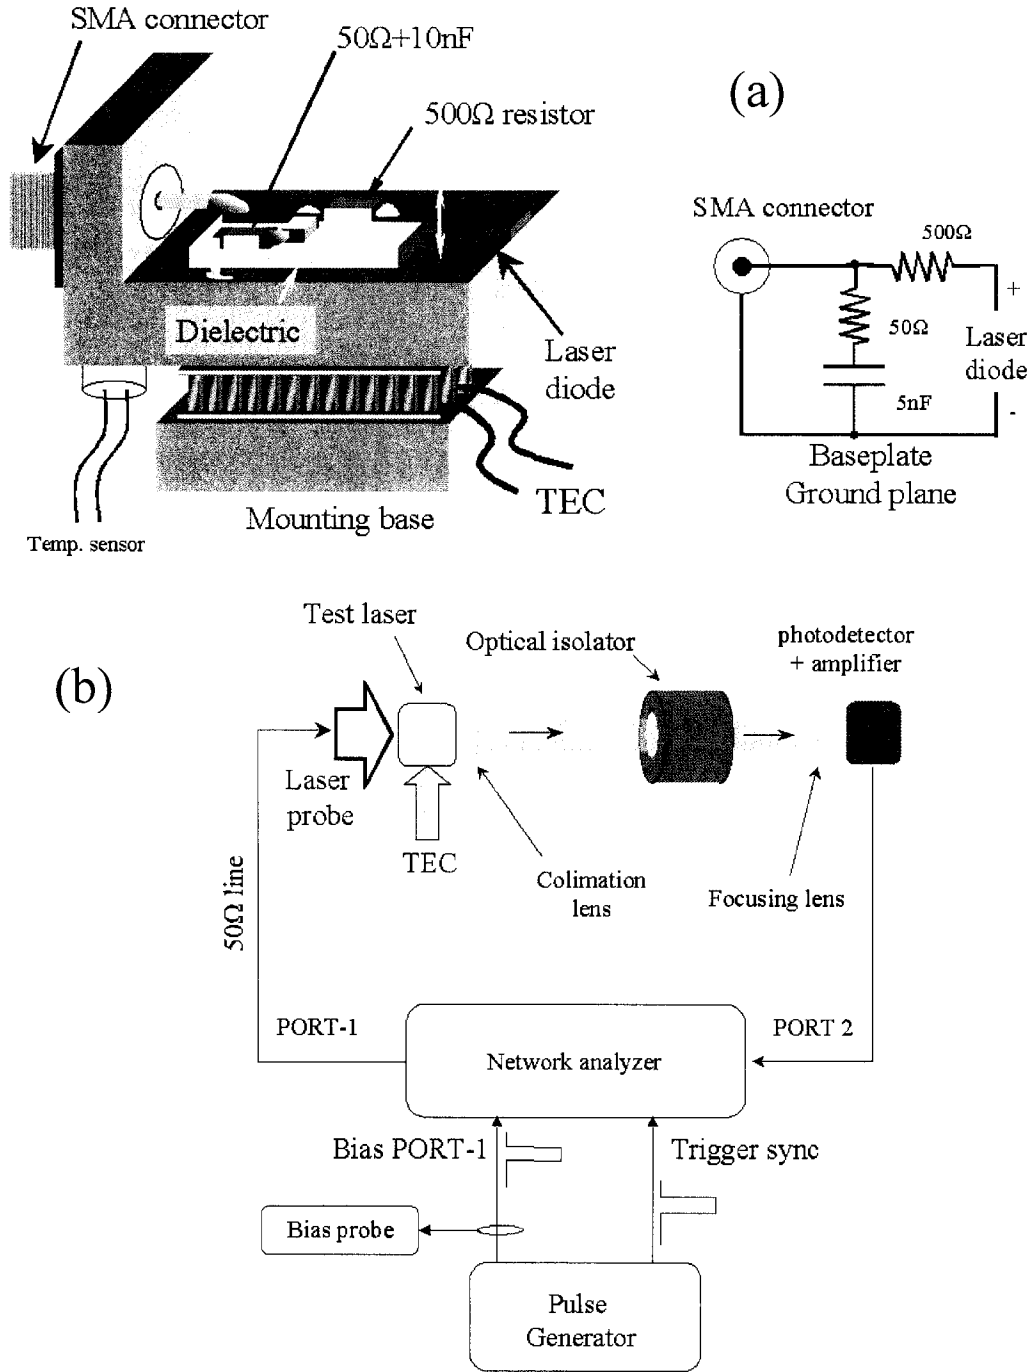 SMA connector
50Ω+10nF
500Ω resistor
(a)
SMA connector
500Ω
+
50Ω
Laser
diode
5nF
-
Baseplate
Ground plane
Dielectric
Laser
diode
TEC
Mounting base
Temp. sensor
(b)
Test laser
Optical isolator
photodetector
+ amplifier
Laser
probe
TEC
Colimation
lens
Focusing lens
50Ω line
PORT-1
PORT 2
Network analyzer
Bias PORT-1
Trigger sync
Bias probe
Pulse
Generator